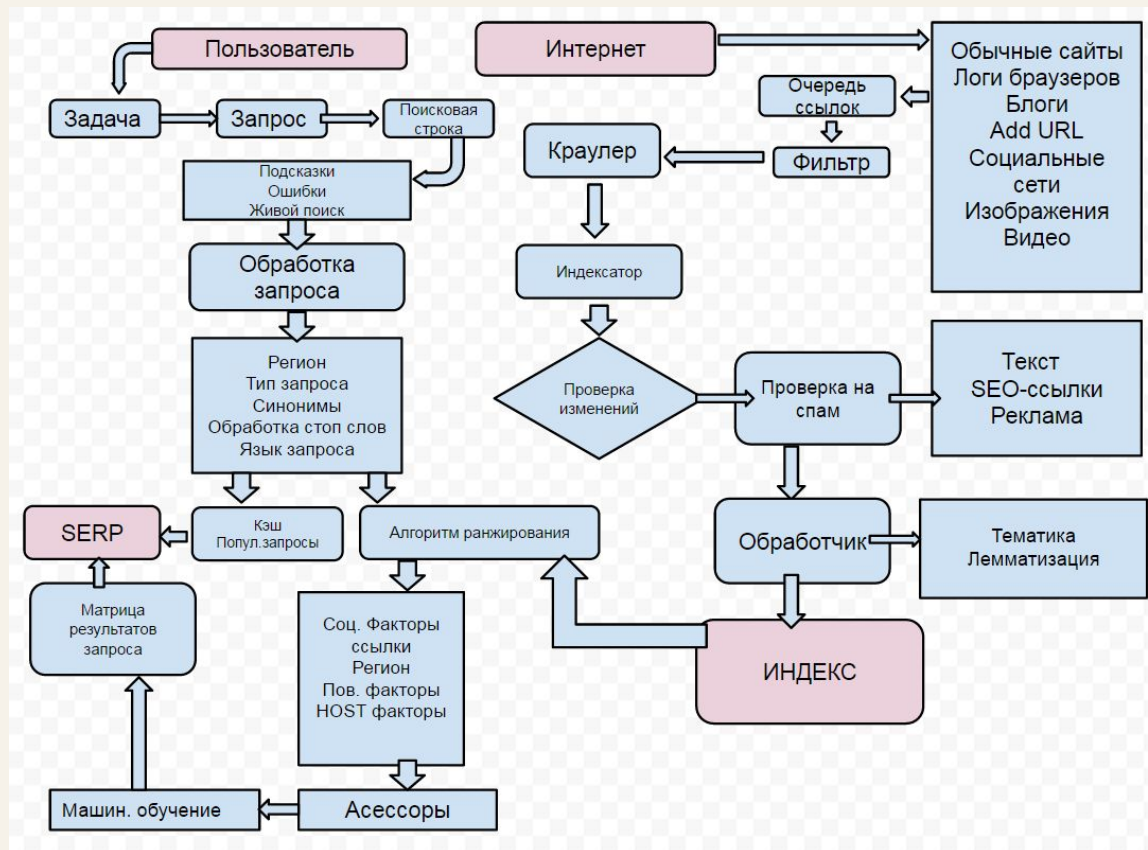 Пользователь
Интернет
Обычные сайты
Логи браузеров
Блоги
Add URL
Социальные
сети
Изображения
Видео
Очередь
ссылок
Фильтр
Краулер
Задача
Запрос
Поисковая
строка
Подсказки
Ошибки
Живой поиск
Обработка
запроса
Индексатор
Регион
Тип запроса
Синонимы
Обработка стоп слов
Язык запроса
Проверка
изменений
Проверка на
спам
Текст
SEO-ссылки
Реклама
SERP
Кэш
Попул.запросы
Алгоритм ранжирования
Обработчик
Тематика
Лемматизация
Матрица
результатов
запроса
Соц. Факторы
ссылки
Регион
Пов. факторы
HOST факторы
ИНДЕКС
Машин. обучение
Асессоры